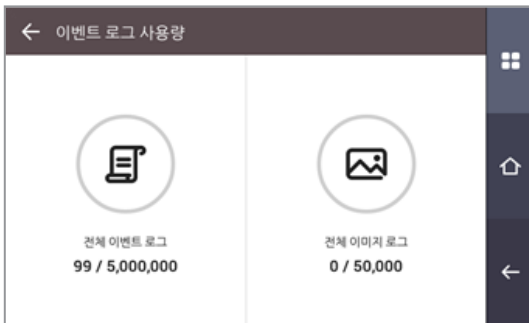 이벤트 로그 사용량
전체 이벤트 로그
99 / 5,000,000
전체 이미지 로그
0 / 50,000